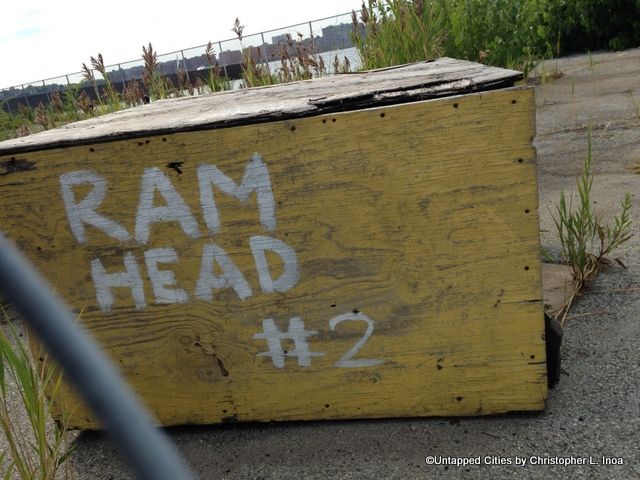 RAM
HEAD
#2
©Untapped Cities by Christopher L. Inoa